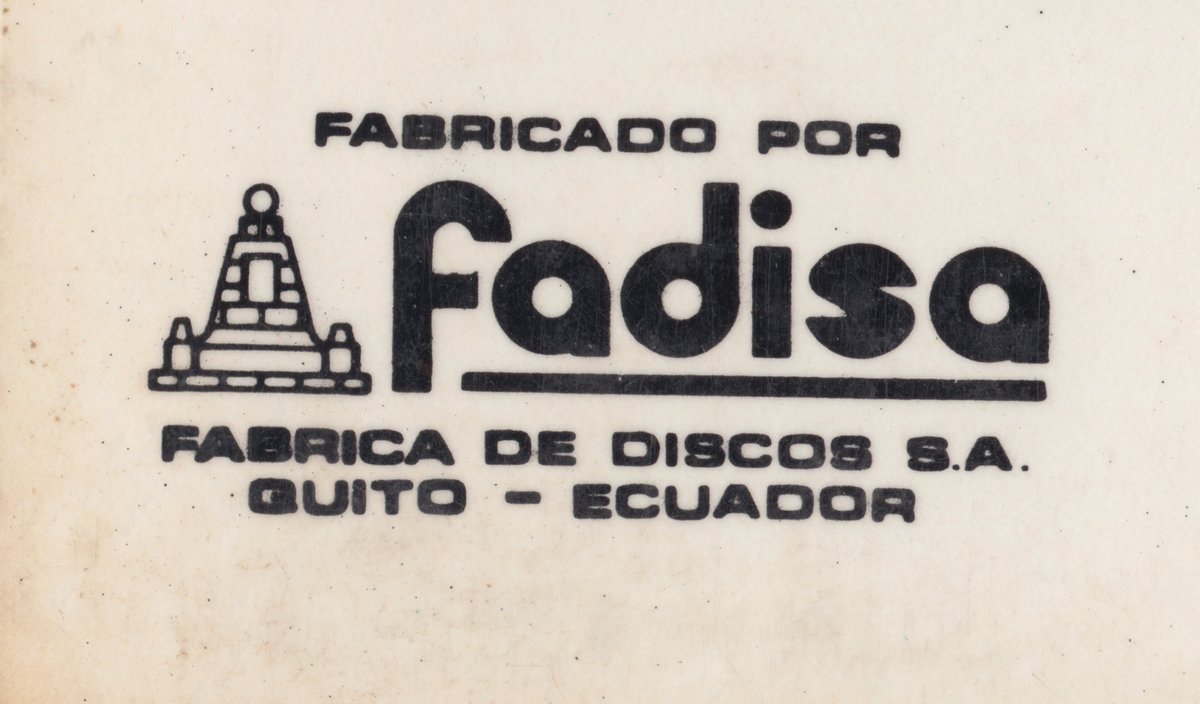 FABRICADO POR
fadisa
FABRICA DE DISCOS S.A.
QUITO - ECUADOR